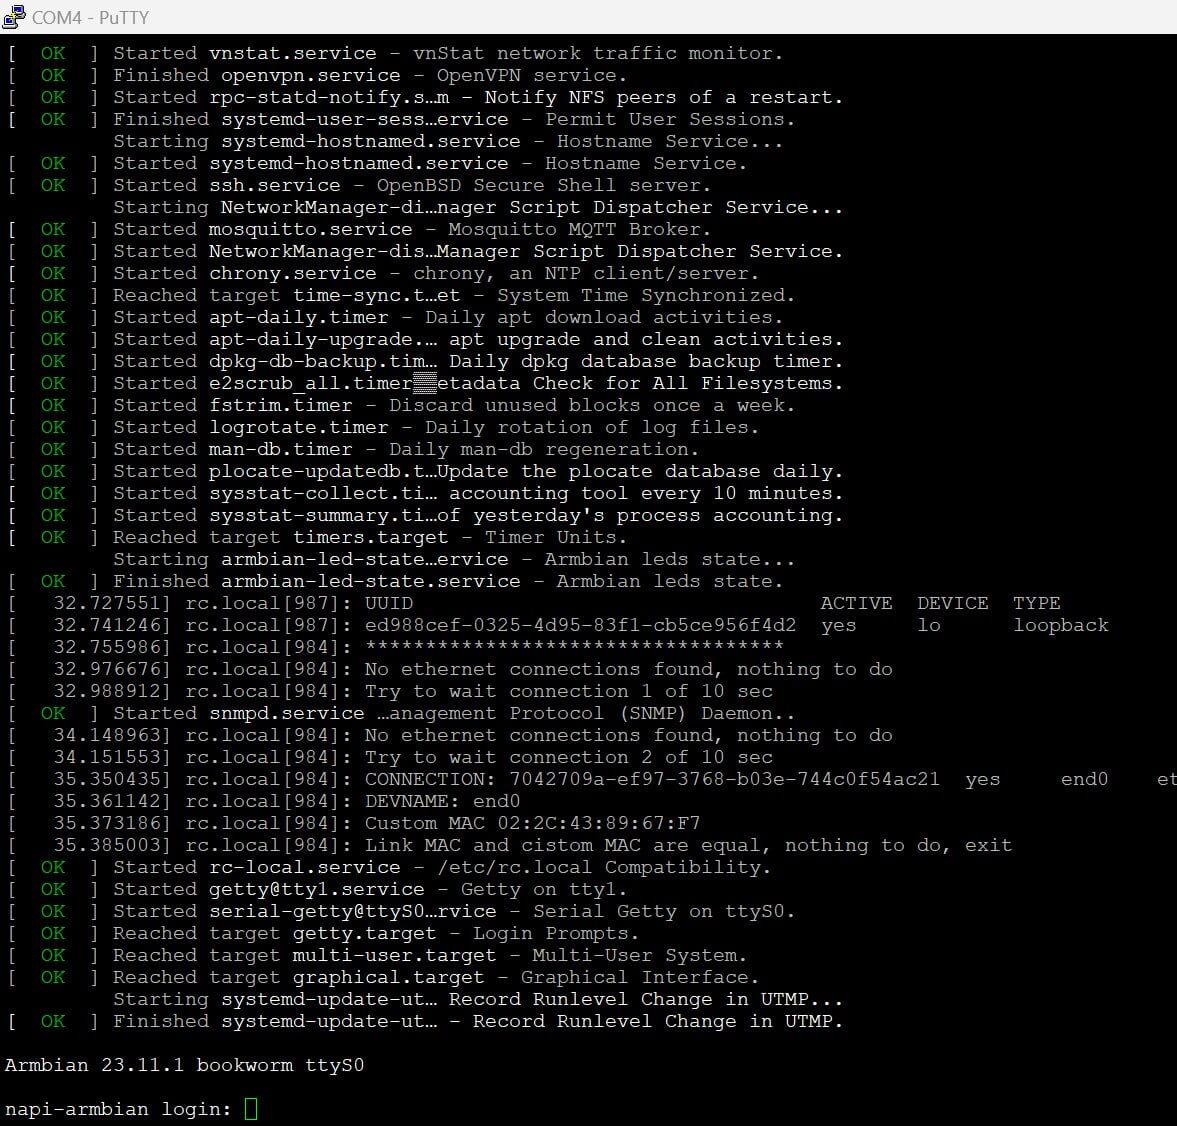 COM4 - PuTTY
[  OK  ] Started vnstat.service - vnStat network traffic monitor.
[  OK  ] Finished openvpn.service - OpenVPN service.
[  OK  ] Started rpc-statd-notify.s…m - Notify NFS peers of a restart.
[  OK  ] Finished systemd-user-sess…ervice - Permit User Sessions.
         Starting systemd-hostnamed.service - Hostname Service...
[  OK  ] Started systemd-hostnamed.service - Hostname Service.
[  OK  ] Started ssh.service - OpenBSD Secure Shell server.
         Starting NetworkManager-di…nager Script Dispatcher Service...
[  OK  ] Started mosquitto.service - Mosquitto MQTT Broker.
[  OK  ] Started NetworkManager-dis…Manager Script Dispatcher Service.
[  OK  ] Started chrony.service - chrony, an NTP client/server.
[  OK  ] Reached target time-sync.t…et - System Time Synchronized.
[  OK  ] Started apt-daily.timer - Daily apt download activities.
[  OK  ] Started apt-daily-upgrade.… apt upgrade and clean activities.
[  OK  ] Started dpkg-db-backup.tim… Daily dpkg database backup timer.
[  OK  ] Started e2scrub_all.timer▒▒etadata Check for All Filesystems.
[  OK  ] Started fstrim.timer - Discard unused blocks once a week.
[  OK  ] Started logrotate.timer - Daily rotation of log files.
[  OK  ] Started man-db.timer - Daily man-db regeneration.
[  OK  ] Started plocate-updatedb.t…Update the plocate database daily.
[  OK  ] Started sysstat-collect.ti… accounting tool every 10 minutes.
[  OK  ] Started sysstat-summary.ti…of yesterday's process accounting.
[  OK  ] Reached target timers.target - Timer Units.
         Starting armbian-led-state…ervice - Armbian leds state...
[  OK  ] Finished armbian-led-state.service - Armbian leds state.
[   32.727551] rc.local[987]: UUID                                  ACTIVE  DEVICE  TYPE
[   32.741246] rc.local[987]: ed988cef-0325-4d95-83f1-cb5ce956f4d2  yes     lo      loopback
[   32.755986] rc.local[984]: ***********************************
[   32.976676] rc.local[984]: No ethernet connections found, nothing to do
[   32.988912] rc.local[984]: Try to wait connection 1 of 10 sec
[  OK  ] Started snmpd.service …anagement Protocol (SNMP) Daemon..
[   34.148963] rc.local[984]: No ethernet connections found, nothing to do
[   34.151553] rc.local[984]: Try to wait connection 2 of 10 sec
[   35.350435] rc.local[984]: CONNECTION: 7042709a-ef97-3768-b03e-744c0f54ac21  yes     end0    et
[   35.361142] rc.local[984]: DEVNAME: end0
[   35.373186] rc.local[984]: Custom MAC 02:2C:43:89:67:F7
[   35.385003] rc.local[984]: Link MAC and cistom MAC are equal, nothing to do, exit
[  OK  ] Started rc-local.service - /etc/rc.local Compatibility.
[  OK  ] Started getty@tty1.service - Getty on tty1.
[  OK  ] Started serial-getty@ttyS0…rvice - Serial Getty on ttyS0.
[  OK  ] Reached target getty.target - Login Prompts.
[  OK  ] Reached target multi-user.target - Multi-User System.
[  OK  ] Reached target graphical.target - Graphical Interface.
         Starting systemd-update-ut… Record Runlevel Change in UTMP...
[  OK  ] Finished systemd-update-ut… - Record Runlevel Change in UTMP.
Armbian 23.11.1 bookworm ttyS0
napi-armbian login: